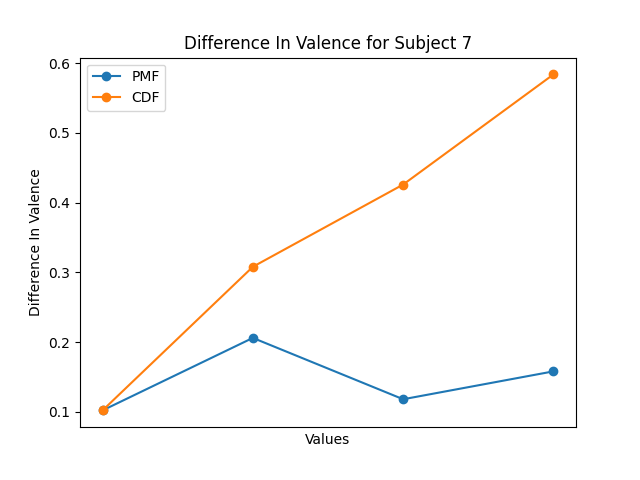 Difference In Valence for Subject 7
PMF
CDF
0.6
0.5
0.4
0.3
0.2
0.1
Difference In Valence
Values